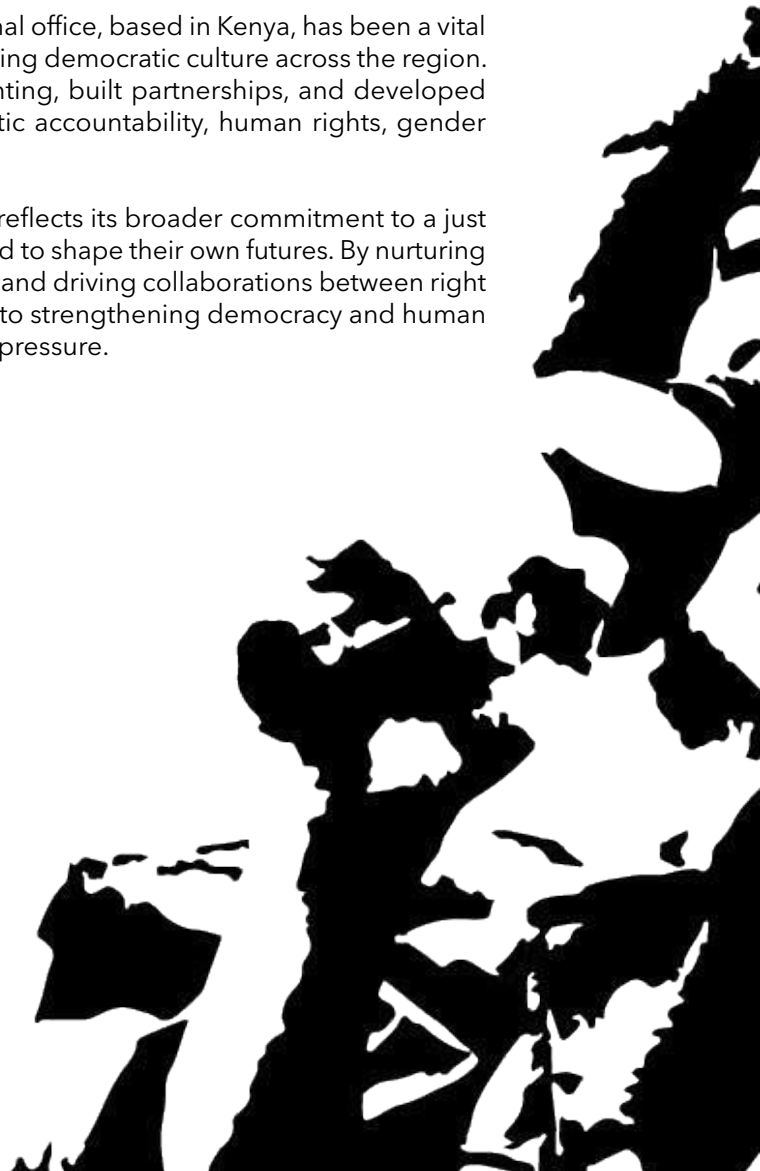 nal office, based in Kenya, has been a vital
ing democratic culture across the region.
nting, built partnerships, and developed
tic accountability, human rights, gender
reflects its broader commitment to a just
d to shape their own futures. By nurturing
and driving collaborations between right
to strengthening democracy and human
pressure.